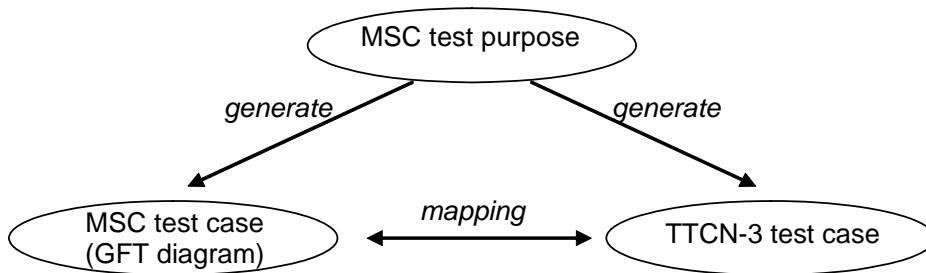 MSC test purpose
generate
generate
mapping
MSC test case
(GFT diagram)
TTCN-3 test case